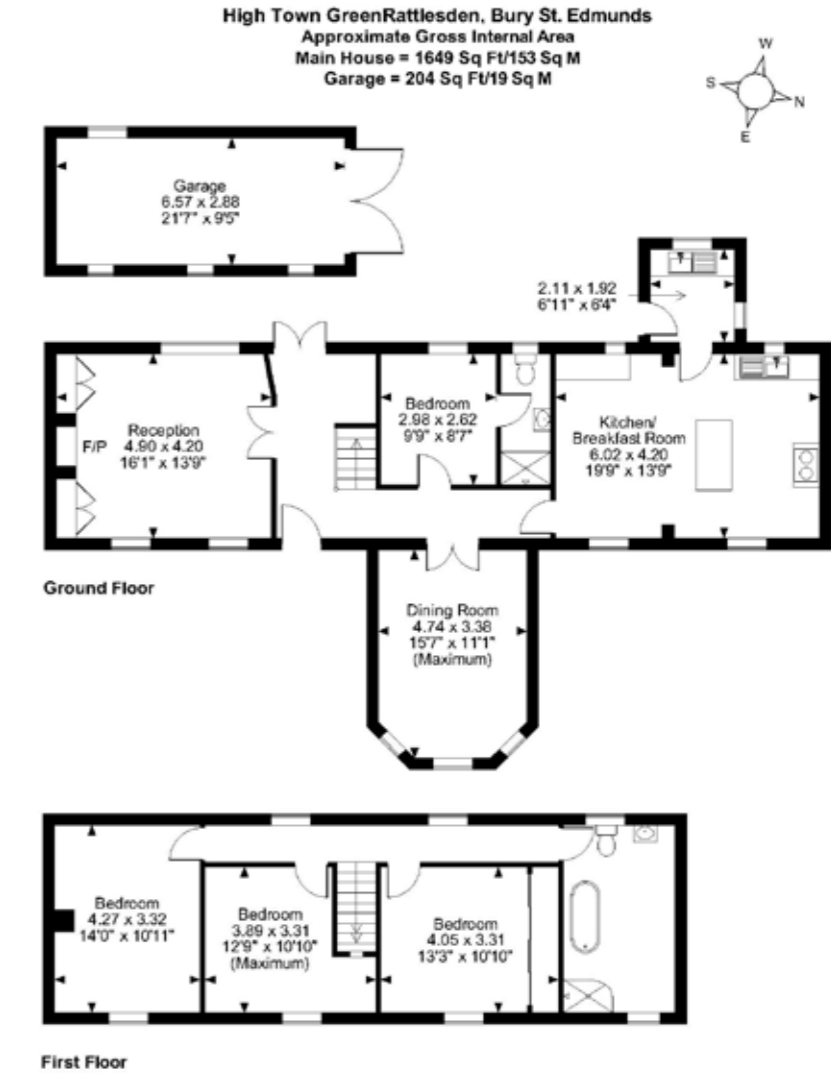 High Town GreenRattlesden, Bury St. Edmunds
Approximate Gross Internal Area
Main House = 1649 Sq Ft/153 Sq M
Garage = 204 Sq Ft/19 Sq M
W
S
N
E
Garage
6.57 x 2.88
21'7" x 9'5"
2.11 x 1.92
6'11" x 6'4"
Reception
4.90 x 4.20
16'1" x 13'9"
F/P
Bedroom
2.98 x 2.62
9'9" x 8'7"
Kitchen/
Breakfast Room
6.02 x 4.20
19'9" x 13'9"
Ground Floor
Dining Room
4.74 x 3.38
15'7" x 11'1"
(Maximum)
Bedroom
4.27 x 3.32
14'0" x 10'11"
Bedroom
3.89 x 3.31
12'9" x 10'10"
(Maximum)
Bedroom
4.05 x 3.31
13'3" x 10'10"
First Floor